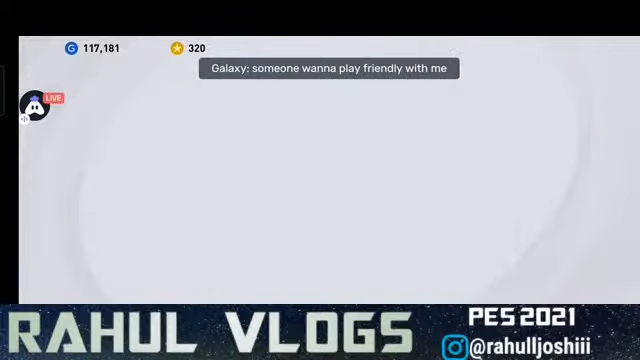 G 117,181 320
Galaxy: someone wanna play friendly with me
LIVE
RAHUL VLOGS
PES 2021
@rahulljoshiii